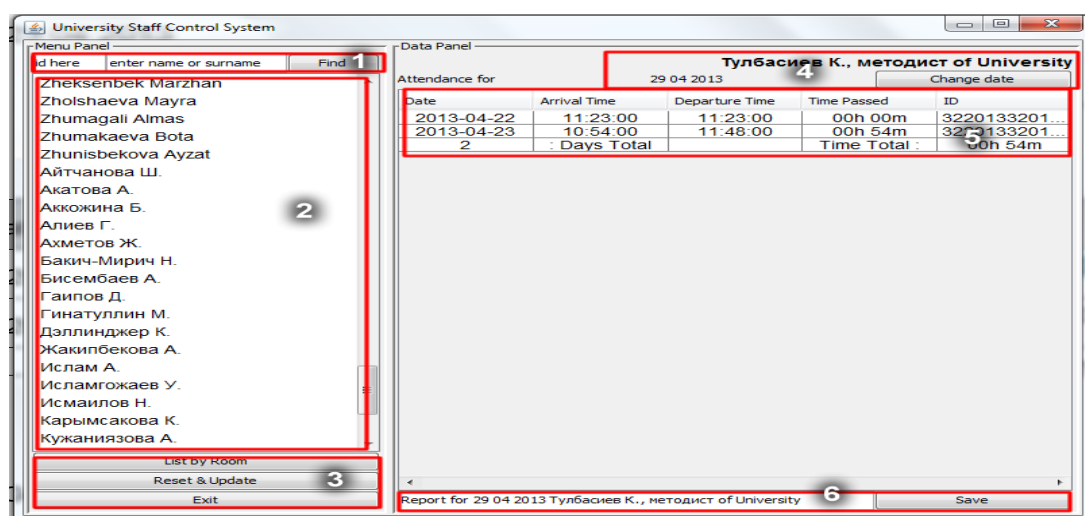 University Staff Control System
Menu Panel
id here enter name or surname Find 1
Zheksenbek Marzhan
Zholshaeva Mayra
Zhumagali Almas
Zhumakaeva Bota
Zhunisbekova Ayzat
Айтчанова Ш.
Акатова А.
Аккожина Б.
2
Алиев Г.
Ахметов Ж.
Бакич-Мирич Н.
Бисембаев А.
Гаипов Д.
Гинатуллин М.
Дэллинджер К.
Жакипбекова А.
Ислам А.
Исламгожаев У.
Исмаилов Н.
Карымсакова К.
Кужаниязова А.
List by Room
Reset & Update 3
Exit
Data Panel
Тулбасиев К., методист of University
4
Attendance for 29 04 2013 Change date
Date Arrival Time Departure Time Time Passed ID
2013-04-22 11:23:00 11:23:00 00h 00m 3220133201...
2013-04-23 10:54:00 11:48:00 00h 54m 3220133201...
5
2 : Days Total Time Total : 00h 54m
Report for 29 04 2013 Тулбасиев К., методист of University 6 Save